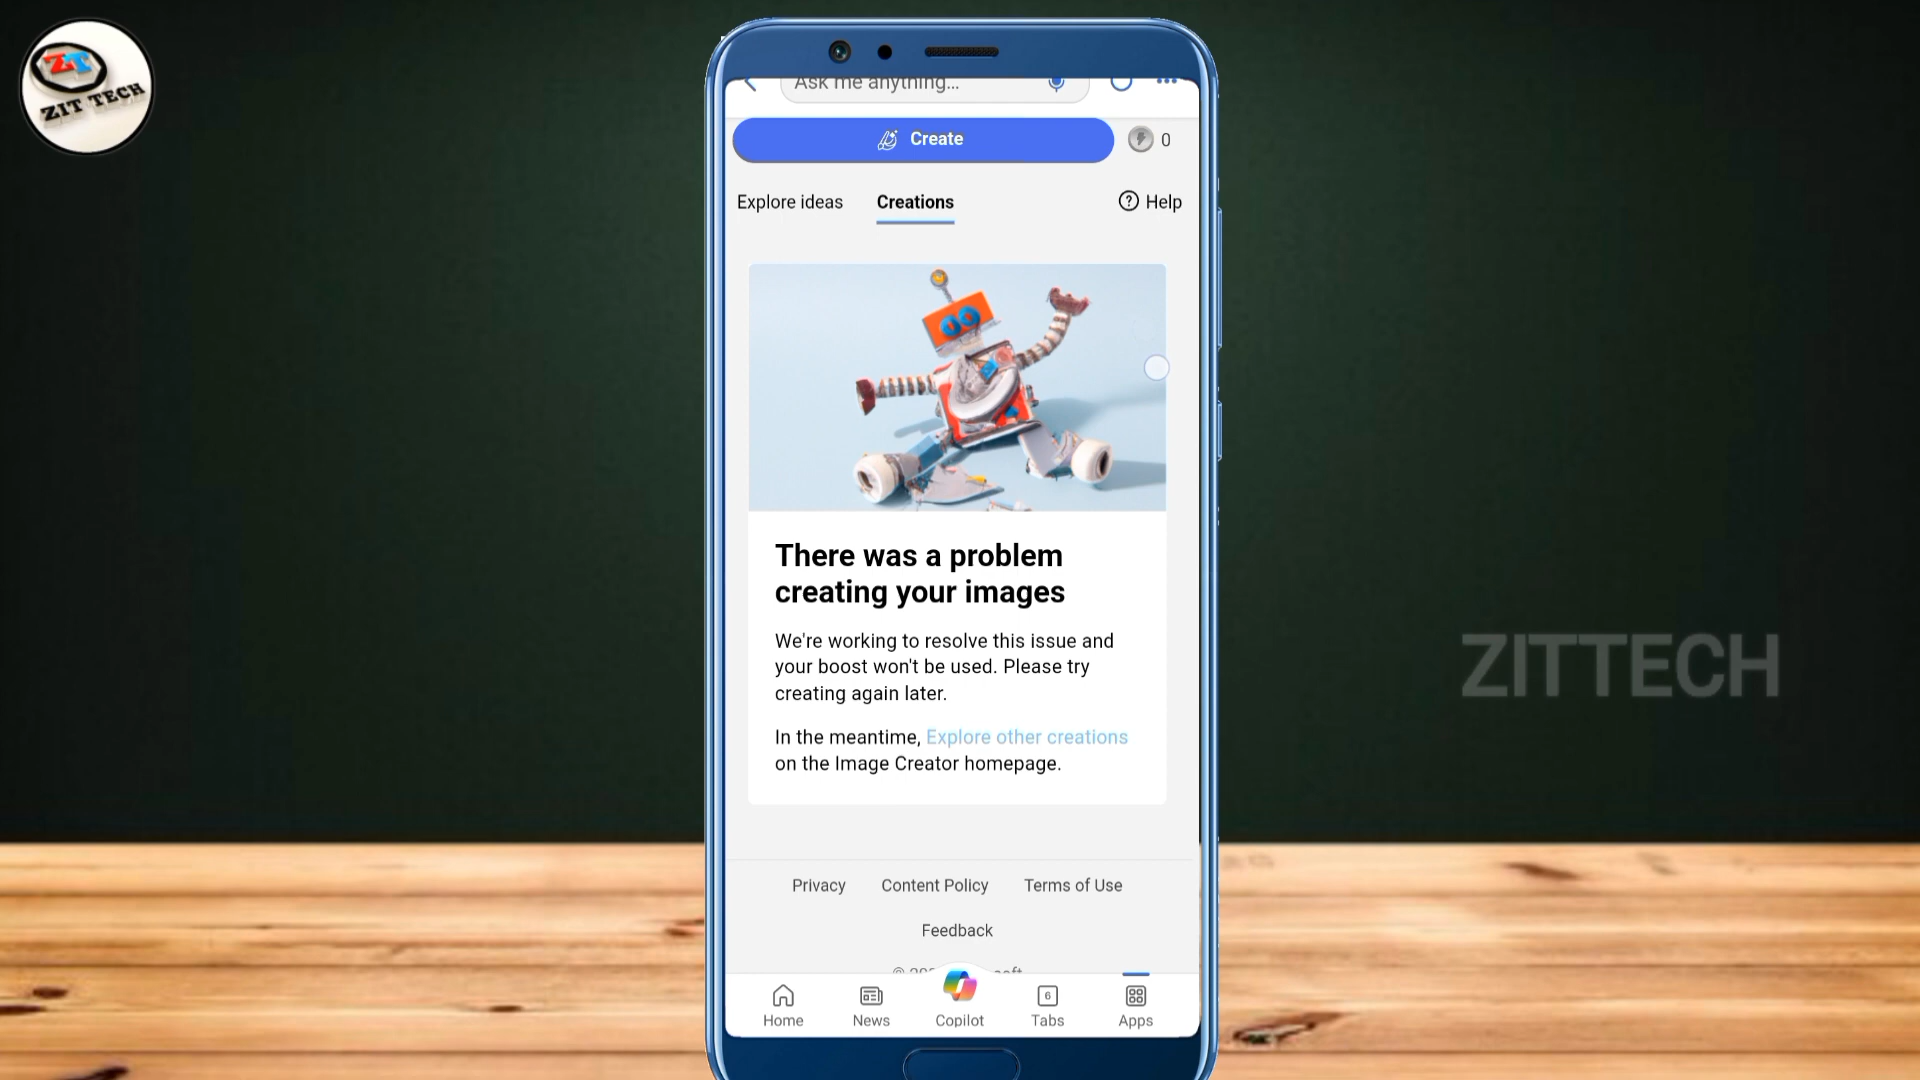 ZT
ZIT TECH
Ask me anything...
Create
0
Explore ideas
Creations
Help
There was a problem
creating your images
We're working to resolve this issue and
your boost won't be used. Please try
creating again later.
In the meantime, Explore other creations
on the Image Creator homepage.
ZITTECH
Privacy
Content Policy
Terms of Use
Feedback
6
Home
News
Copilot
Tabs
Apps